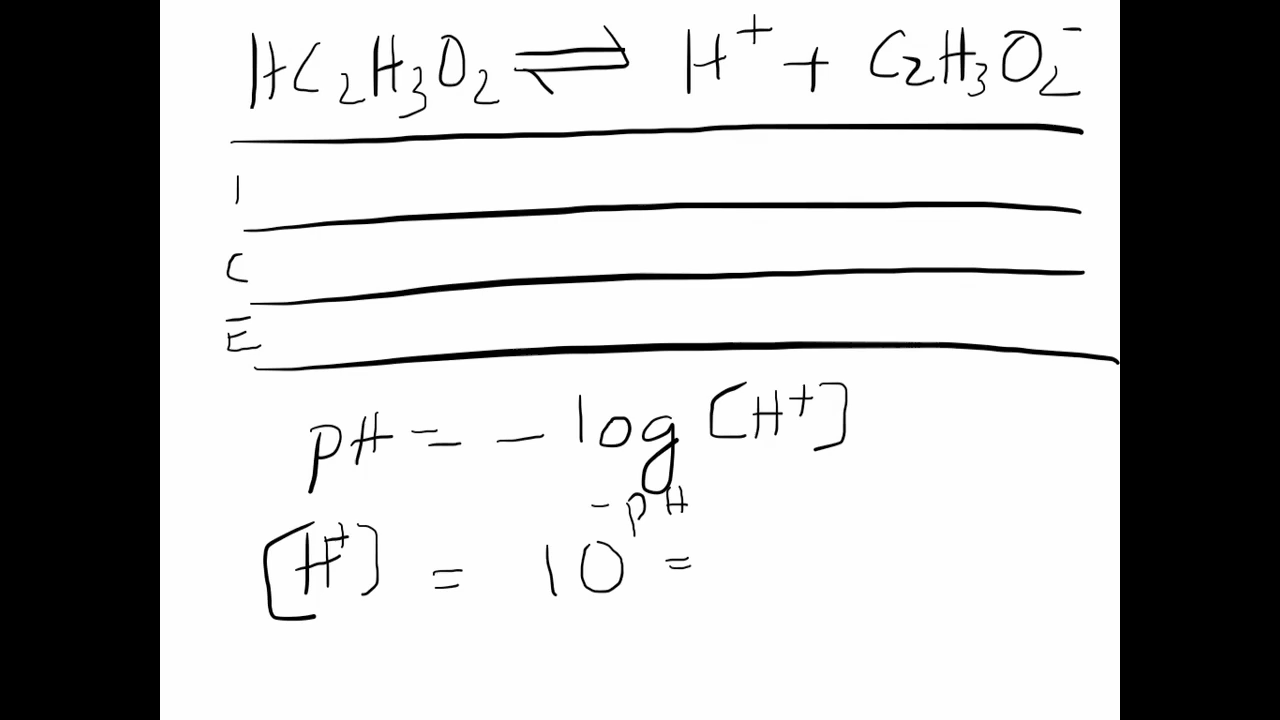 HC₂H₃O₂ ⇌ H⁺ + C₂H₃O₂⁻
I
C
E
pH = - log [H⁺]
[H⁺] = 10⁻ᵖᴴ =